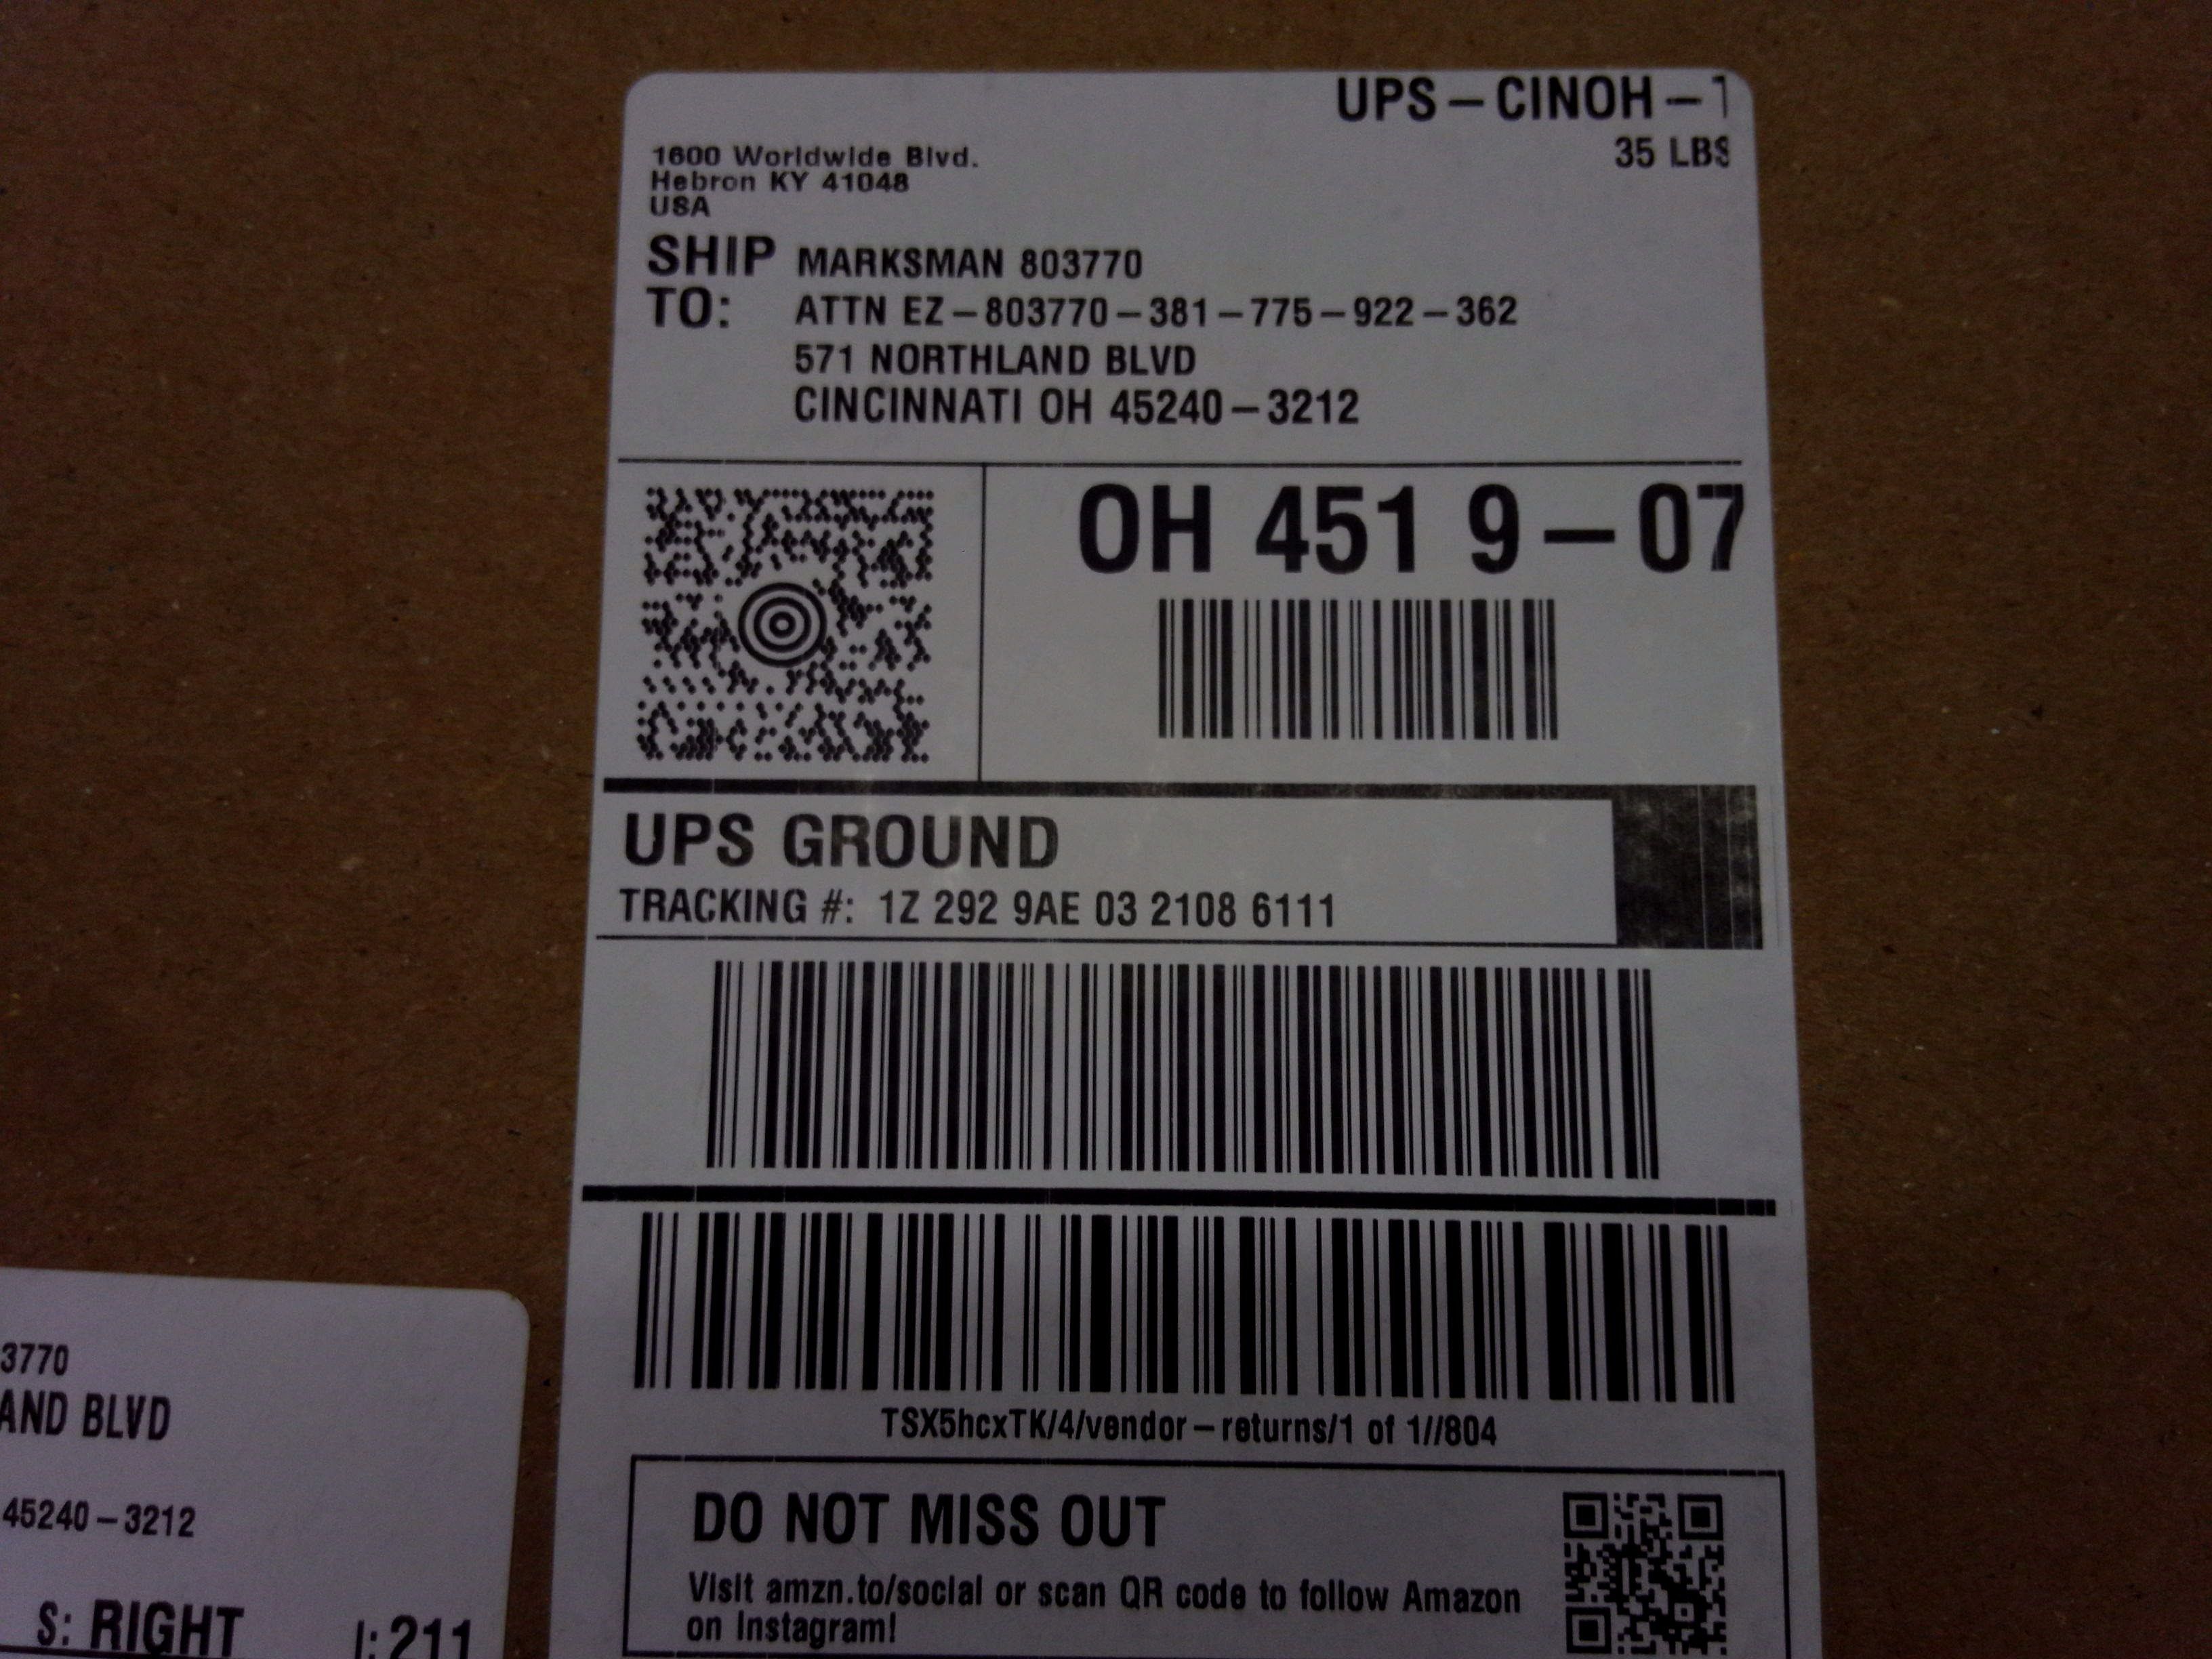 UPS – CINOH – 1
35 LBS
1600 Worldwide Blvd.
Hebron KY 41048
USA
SHIP TO:
MARKSMAN 803770
ATTN EZ – 803770 – 381 – 775 – 922 – 362
571 NORTHLAND BLVD
CINCINNATI OH 45240 – 3212
OH 451 9 – 07
UPS GROUND
TRACKING #: 1Z 292 9AE 03 2108 6111
TSX5hcxTK/4/vendor – returns/1 of 1//804
DO NOT MISS OUT
Visit amzn.to/social or scan QR code to follow Amazon
on Instagram!
3770
AND BLVD
45240 – 3212
S: RIGHT I: 211